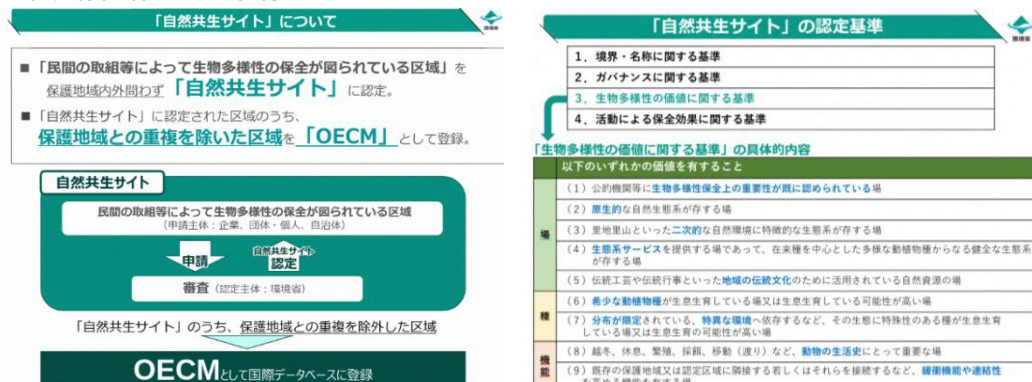 「自然共生サイト」について
■ 「民間の取組等によって生物多様性の保全が図られている区域」を
保護地域内外問わず「自然共生サイト」に認定。
■ 「自然共生サイト」に認定された区域のうち、
保護地域との重複を除いた区域を「OECM」として登録。
自然共生サイト
民間の取組等によって生物多様性の保全が図られている区域
（申請主体：企業、団体・個人、自治体）
申請
自然共生サイト
認定
審査（認定主体：環境省）
「自然共生サイト」のうち、保護地域との重複を除外した区域
OECMとして国際データベースに登録
「自然共生サイト」の認定基準
1．境界・名称に関する基準
2．ガバナンスに関する基準
3．生物多様性の価値に関する基準
4．活動による保全効果に関する基準
「生物多様性の価値に関する基準」の具体的内容
以下のいずれかの価値を有すること
場
（1）公的機関等に生物多様性保全上の重要性が既に認められている場
（2）原生的な自然生態系が存する場
（3）里地里山といった二次的な自然環境に特徴的な生態系が存する場
（4）生態系サービスを提供する場であって、在来種を中心とした多様な動植物種からなる健全な生態系
が存する場
（5）伝統工芸や伝統行事といった地域の伝統文化のために活用されている自然資源の場
種
（6）希少な動植物種が生息生育している場又は生息生育している可能性が高い場
（7）分布が限定されている、特異な環境へ依存するなど、その生態に特殊性のある種が生息生育
している場又は生息生育の可能性が高い場
機能
（8）越冬、休息、繁殖、採餌、移動（渡り）など、動物の生活史にとって重要な場
（9）既存の保護地域又は認定区域に隣接する若しくはそれらを接続するなど、緩衝機能や連結性
を高める機能を有する場